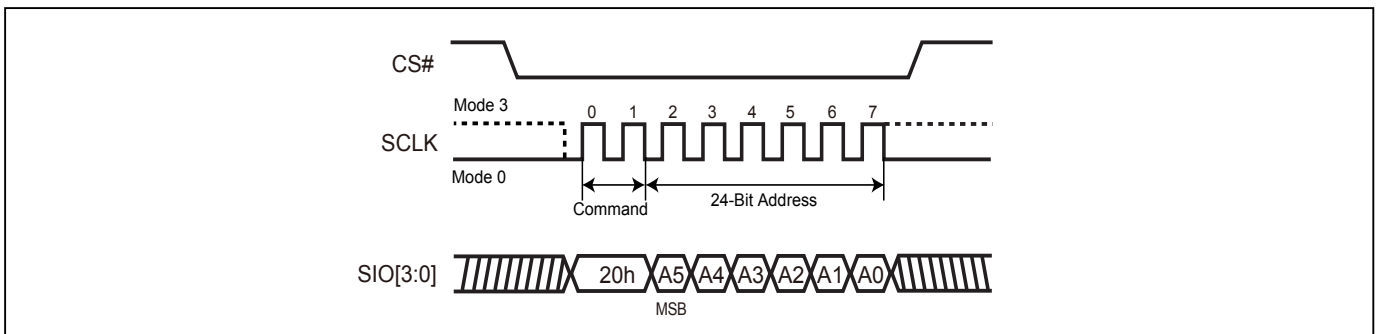 CS#
Mode 3
0 1 2 3 4 5 6 7
SCLK
Mode 0
Command
24-Bit Address
SIO[3:0]
20h A5 A4 A3 A2 A1 A0
MSB